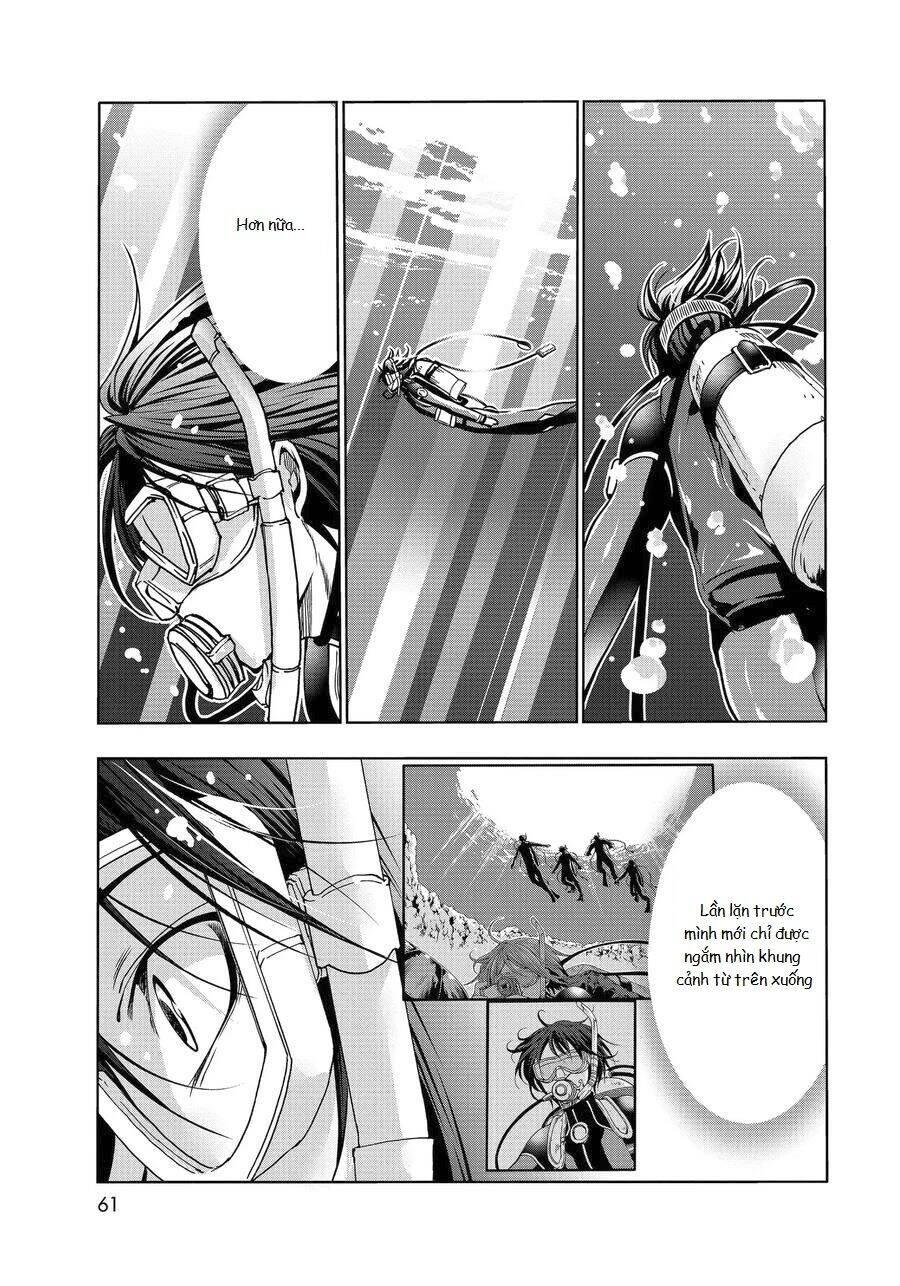 Hơn nữa...
Lần lặn trước
mình mới chỉ được
ngắm nhìn khung
cảnh từ trên xuống
61